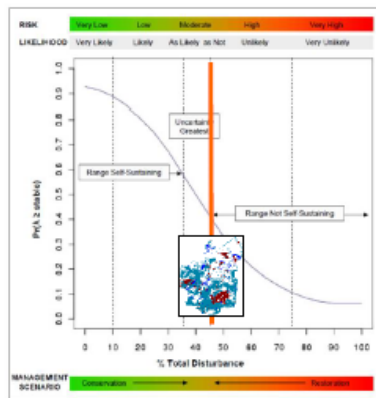 RISK Very Low Low Moderate High Very High
LIKELIHOOD Very Likely Likely As Likely as Not Unlikely Very Unlikely
Pr(λ ≥ stable)
1.0
0.9
0.8
0.7
0.6
0.5
0.4
0.3
0.2
0.1
0.0
Greatest
Range Self-Sustaining
Range Not Self-Sustaining
0 10 20 30 40 50 60 70 80 90 100
% Total Disturbance
MANAGEMENT
SCENARIO
Conservation Restoration